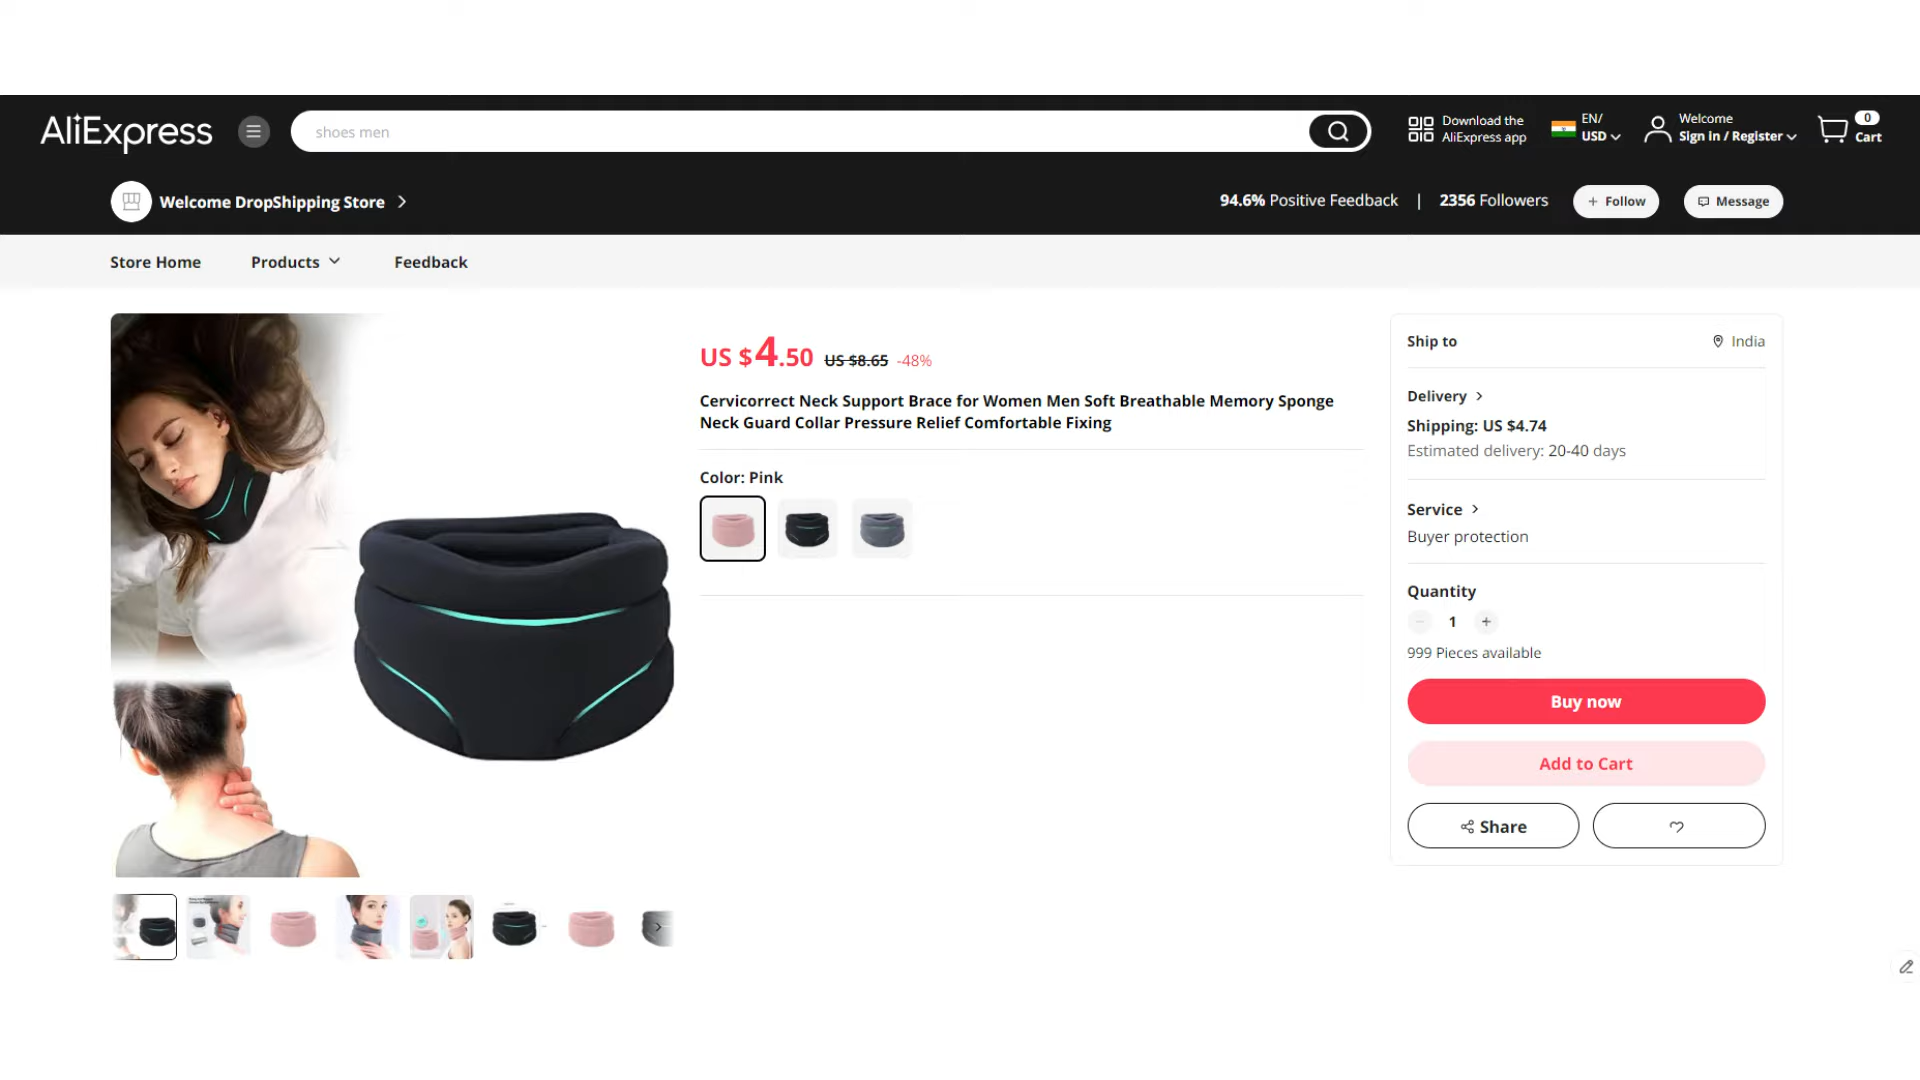 AliExpress
shoes men
Download the
AliExpress app
EN/
USD
Welcome
Sign in / Register
0
Cart
Welcome DropShipping Store
94.6% Positive Feedback | 2356 Followers
+ Follow
Message
Store Home
Products
Feedback
US $4.50 US $8.65 -48%
Cervicorrect Neck Support Brace for Women Men Soft Breathable Memory Sponge
Neck Guard Collar Pressure Relief Comfortable Fixing
Color: Pink
Ship to
India
Delivery
Shipping: US $4.74
Estimated delivery: 20-40 days
Service
Buyer protection
Quantity
1
999 Pieces available
Buy now
Add to Cart
Share